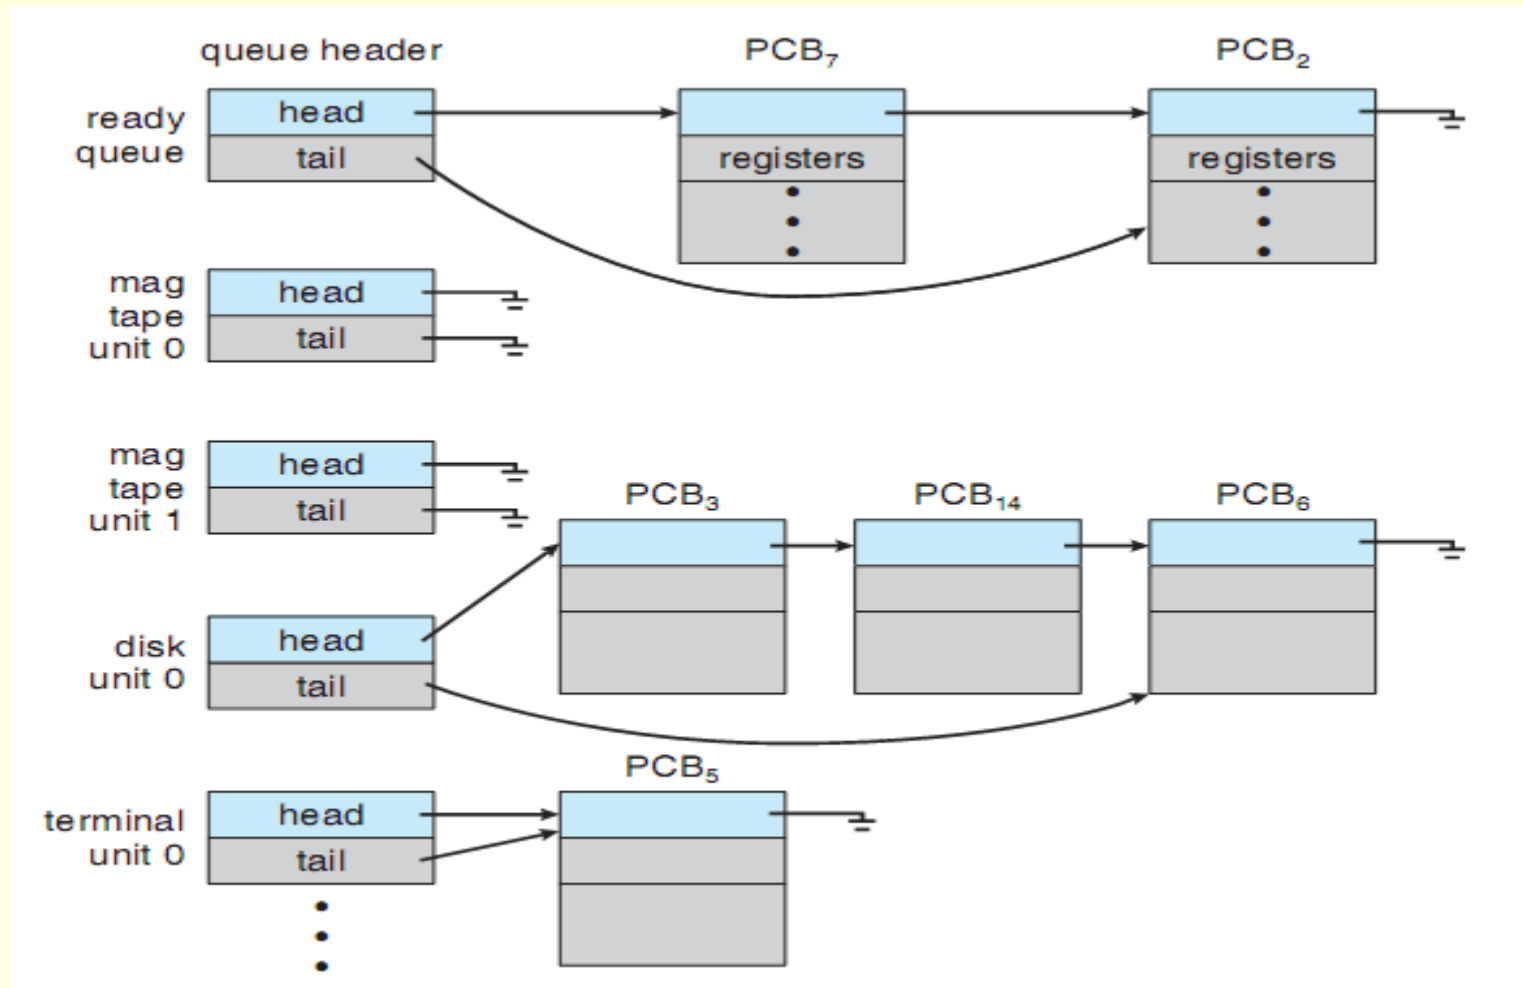 queue header
PCB₇
PCB₂
ready
queue
head
tail
registers
registers
mag
tape
unit 0
head
tail
mag
tape
unit 1
head
tail
PCB₃
PCB₁₄
PCB₆
disk
unit 0
head
tail
PCB₅
terminal
unit 0
head
tail